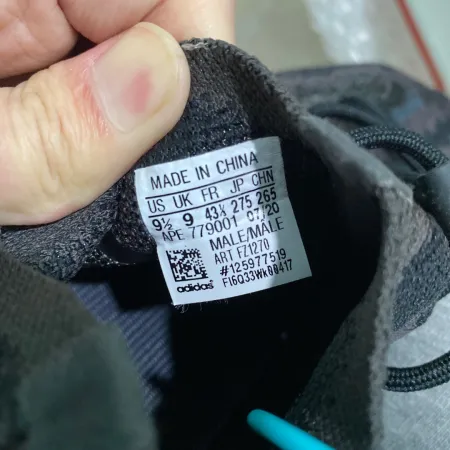 MADE IN CHINA
US UK FR JP CHN
9½ 9 43⅓ 275 265
APE 779001 07/20
MALE/MÂLE
ART FZ1270
#125977519
adidas